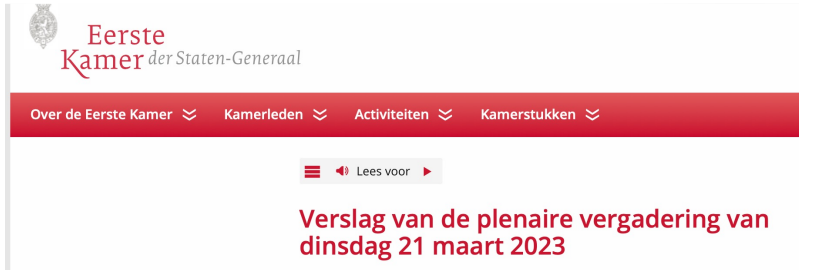 Eerste
Kamer der Staten-Generaal
Over de Eerste Kamer
Kamerleden
Activiteiten
Kamerstukken
Lees voor
Verslag van de plenaire vergadering van
dinsdag 21 maart 2023